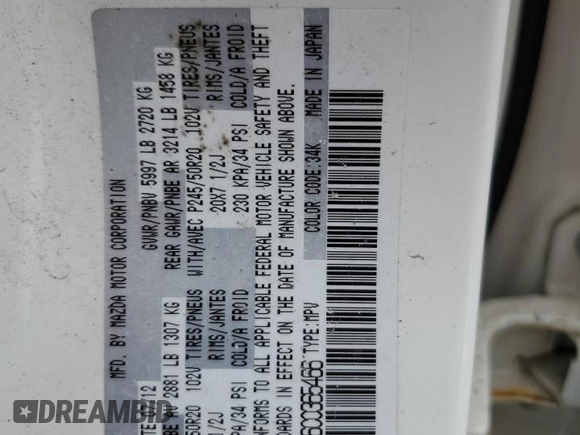 MFD. BY MAZDA MOTOR CORPORATION
GVWR/PNBV 5997 LB 2720 KG
2881 LB 1307 KG REAR GAWR/PNBE AR 3214 LB 1458 KG
50R20 102V TIRES/PNEUS WITH/AVEC P245/50R20 102V TIRES/PNEUS
1/2J RIMS/JANTES 20X7 1/2J RIMS/JANTES
KPA/34 PSI COLD/A FROID 230 KPA/34 PSI COLD/A FROID
TO ALL APPLICABLE FEDERAL MOTOR VEHICLE SAFETY AND THEFT
IN EFFECT ON THE DATE OF MANUFACTURE SHOWN ABOVE.
TYPE:MPV COLOR CODE:34K MADE IN JAPAN
AUTOBIDCAR